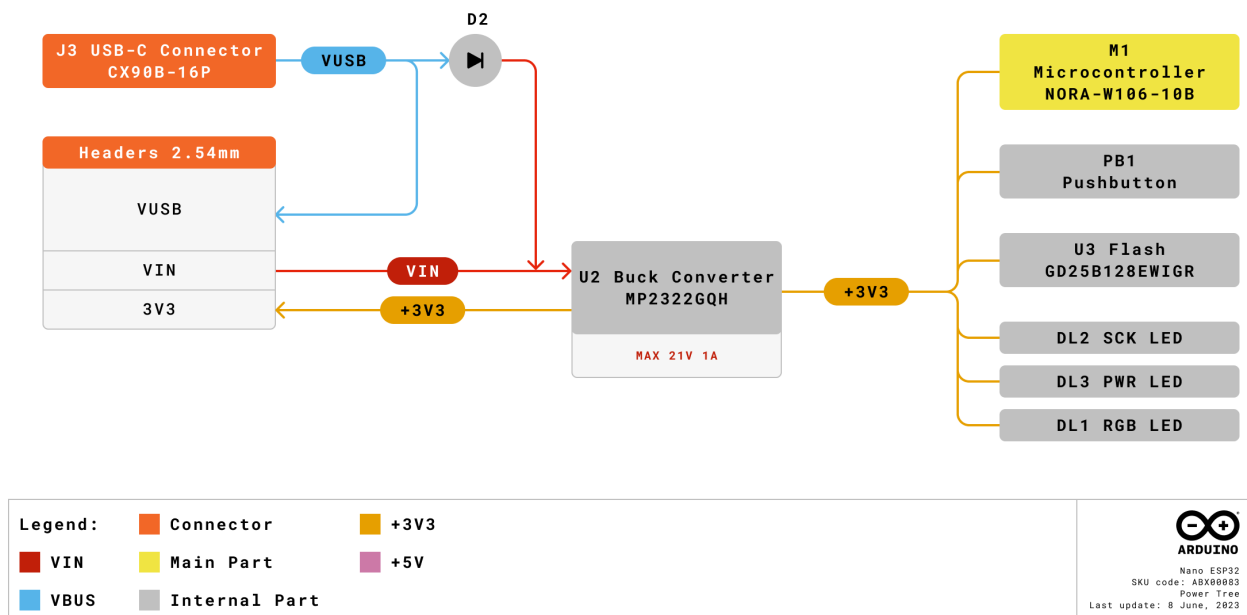 D2
J3 USB-C Connector
CX90B-16P
VUSB
M1
Microcontroller
NORA-W106-10B
Headers 2.54mm
VUSB
PB1
Pushbutton
VIN
VIN
U2 Buck Converter
MP2322GQH
U3 Flash
GD25B128EWIGR
3V3
+3V3
+3V3
MAX 21V 1A
DL2 SCK LED
DL3 PWR LED
DL1 RGB LED
Legend:
Connector
+3V3
VIN
Main Part
+5V
VBUS
Internal Part
ARDUINO
Nano ESP32
SKU code: ABX00083
Power Tree
Last update: 8 June, 2023